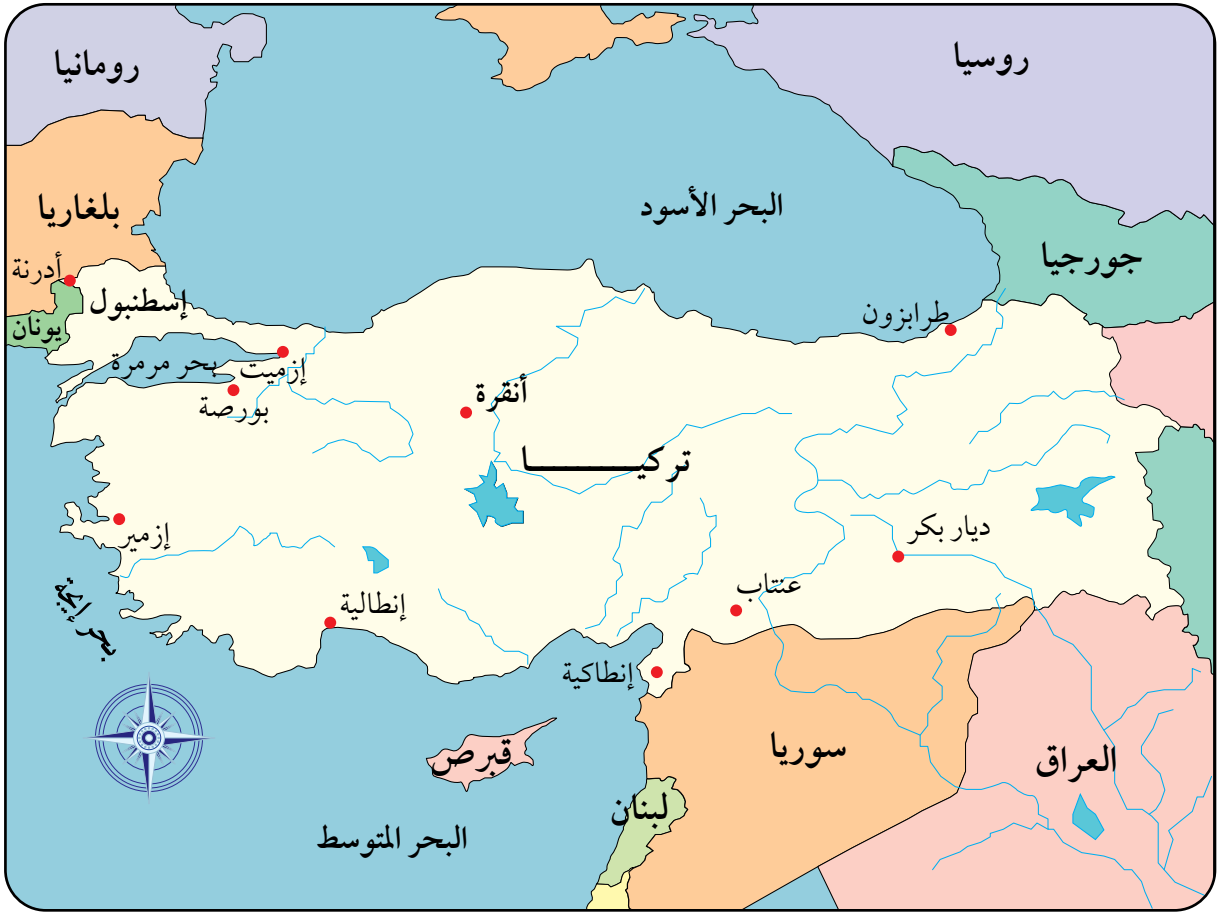 رومانيا
روسيا
بلغاريا
البحر الأسود
جورجيا
أدرنة
إسطنبول
يونان
طرابزون
بحر مرمرة
إزميت
بورصة
أنقرة
تركيـــــــــا
إزمير
ديار بكر
عنتاب
إنطالية
بحر إيجة
إنطاكية
قبرص
سوريا
العراق
لبنان
البحر المتوسط